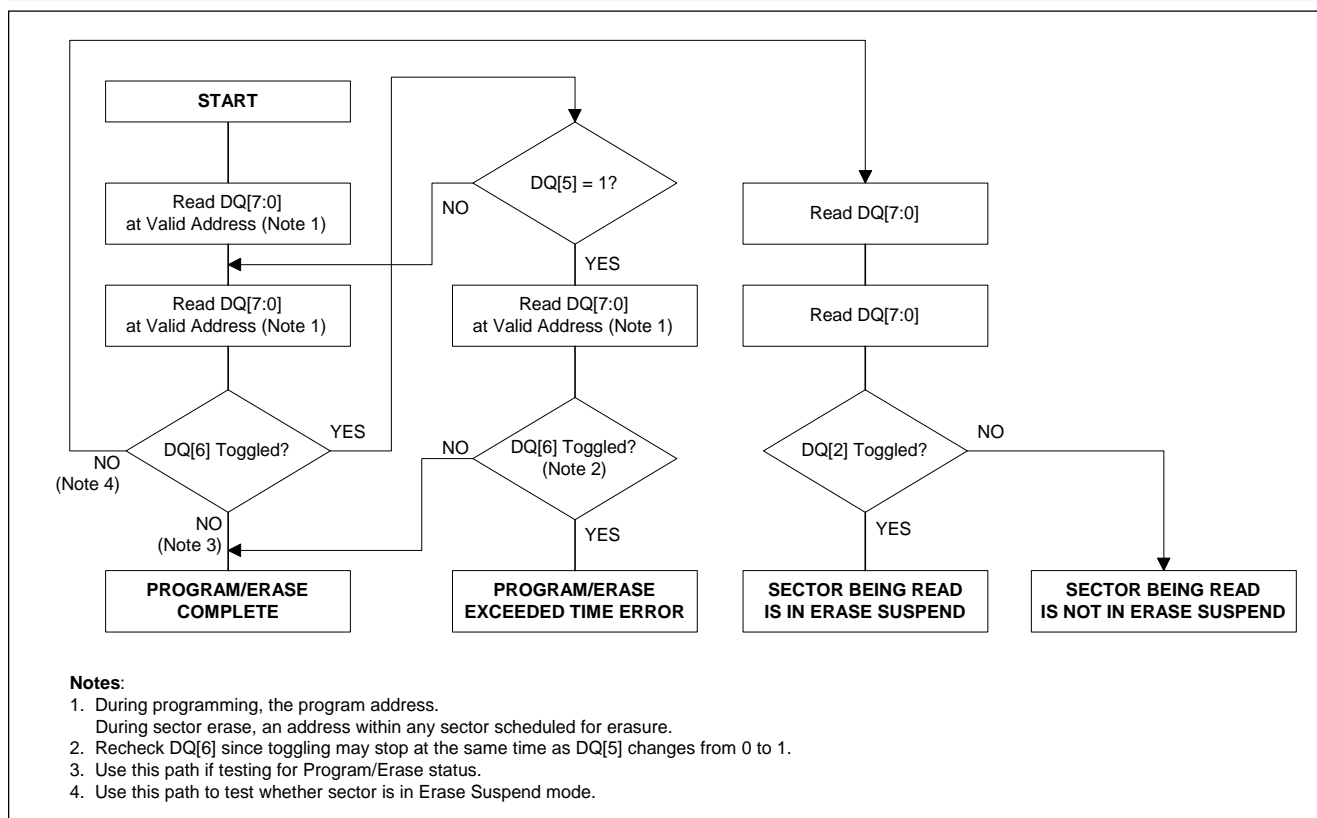 START
Read DQ[7:0]
at Valid Address (Note 1)
Read DQ[7:0]
at Valid Address (Note 1)
DQ[6] Toggled?
YES
NO
(Note 4)
NO
(Note 3)
PROGRAM/ERASE
COMPLETE
DQ[5] = 1?
NO
YES
Read DQ[7:0]
at Valid Address (Note 1)
DQ[6] Toggled?
(Note 2)
NO
YES
PROGRAM/ERASE
EXCEEDED TIME ERROR
Read DQ[7:0]
Read DQ[7:0]
DQ[2] Toggled?
NO
YES
SECTOR BEING READ
IS IN ERASE SUSPEND
SECTOR BEING READ
IS NOT IN ERASE SUSPEND
Notes:
1. During programming, the program address.
During sector erase, an address within any sector scheduled for erasure.
2. Recheck DQ[6] since toggling may stop at the same time as DQ[5] changes from 0 to 1.
3. Use this path if testing for Program/Erase status.
4. Use this path to test whether sector is in Erase Suspend mode.